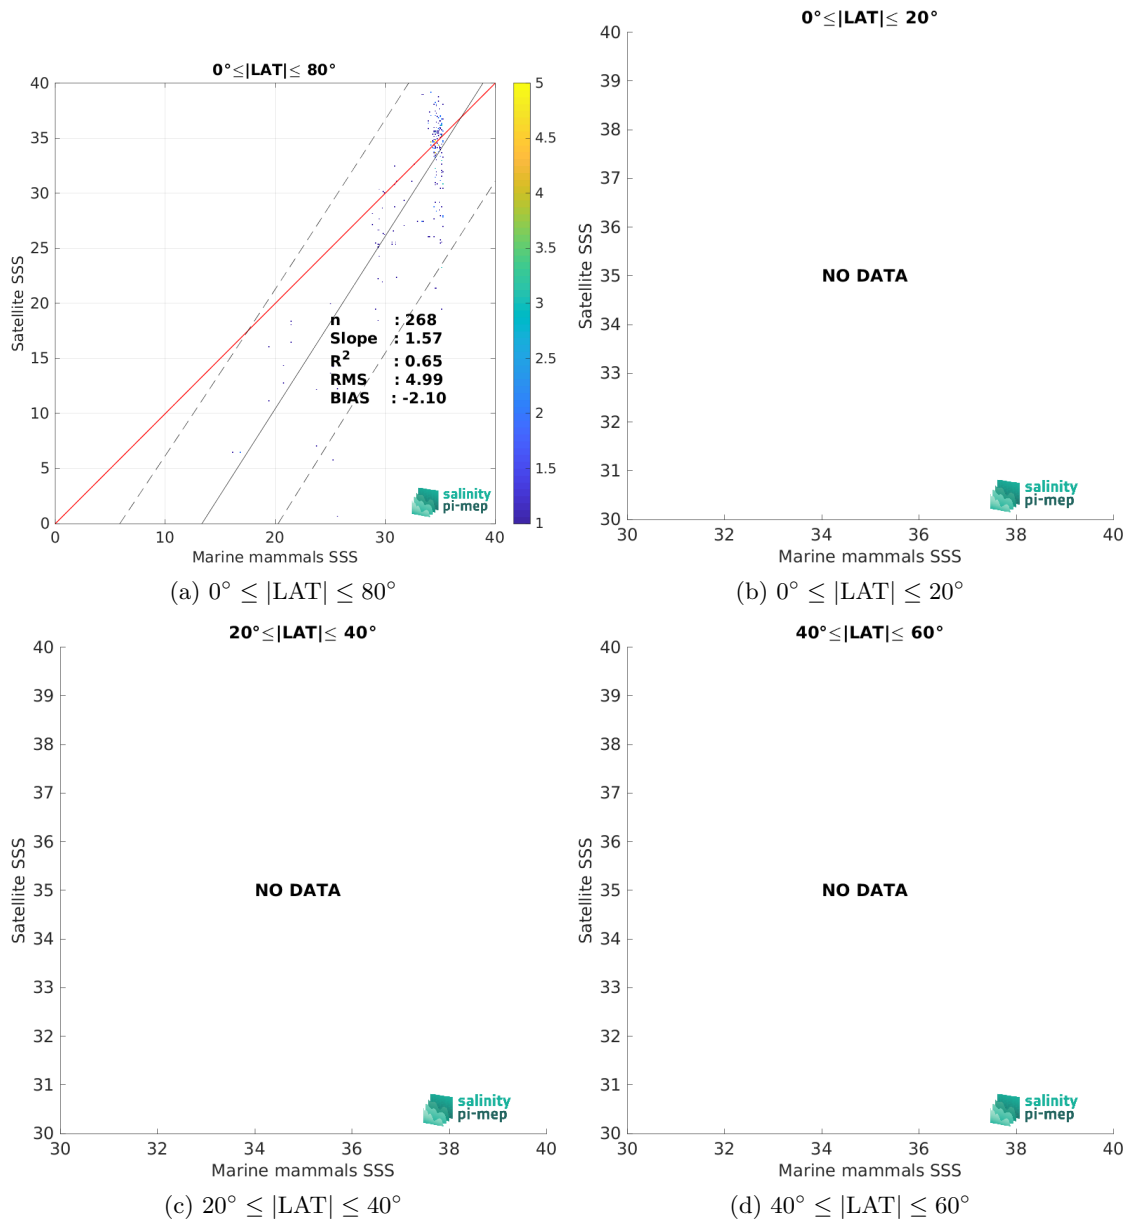 0°≤|LAT|≤ 80°
40
35
30
25
20
15
10
5
0
Satellite SSS
0
10
20
30
40
Marine mammals SSS
n : 268
Slope : 1.57
R² : 0.65
RMS : 4.99
BIAS : -2.10
salinity
pi-mep
5
4.5
4
3.5
3
2.5
2
1.5
1
(a) 0° ≤ |LAT| ≤ 80°
0°≤|LAT|≤ 20°
40
39
38
37
36
35
34
33
32
31
30
Satellite SSS
NO DATA
salinity
pi-mep
30
32
34
36
38
40
Marine mammals SSS
(b) 0° ≤ |LAT| ≤ 20°
20°≤|LAT|≤ 40°
40
39
38
37
36
35
34
33
32
31
30
Satellite SSS
NO DATA
salinity
pi-mep
30
32
34
36
38
40
Marine mammals SSS
(c) 20° ≤ |LAT| ≤ 40°
40°≤|LAT|≤ 60°
40
39
38
37
36
35
34
33
32
31
30
Satellite SSS
NO DATA
salinity
pi-mep
30
32
34
36
38
40
Marine mammals SSS
(d) 40° ≤ |LAT| ≤ 60°